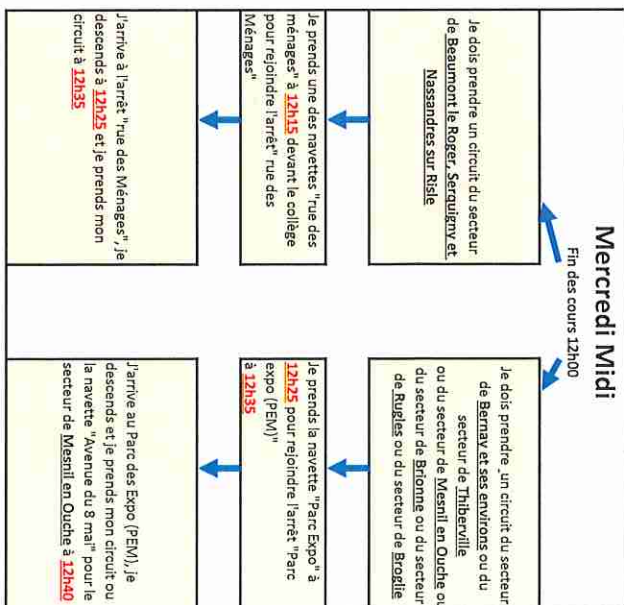 Mercredi Midi
Fin des cours 12h00
Je dois prendre un circuit du secteur
de Beaumont le Roger, Serquigny et
Nassandres sur Risle
Je prends une des navettes "rue des
ménages" à 12h15 devant le collège
pour rejoindre l'arrêt" rue des
Ménages"
J'arrive à l'arrêt "rue des Ménages", je
descends à 12h25 et je prends mon
circuit à 12h35
Je dois prendre un circuit du secteur
de Bernay et ses environs ou du
secteur de Thiberville
ou du secteur de Mesnil en Ouche ou
du secteur de Brionne ou du secteur
de Rugles ou du secteur de Broglie
Je prends la navette "Parc Expo" à
12h25 pour rejoindre l'arrêt "Parc
expo (PEM)"
à 12h35
J'arrive au Parc des Expo (PEM), je
descends et je prends mon circuit ou
la navette "Avenue du 8 mai" pour le
secteur de Mesnil en Ouche à 12h40